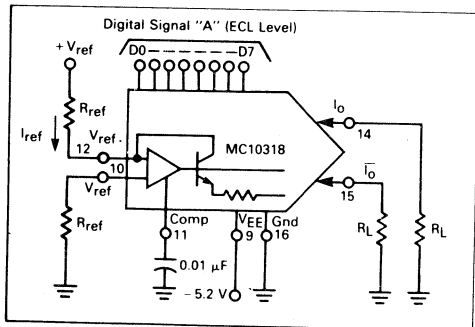 Digital Signal "A" (ECL Level)
D0 D7
+ Vref
Rref
Iref
Vref
12
10
Vref
Rref
MC10318
Io
14
Io
15
Comp
11
VEE
9
Gnd
16
0.01 µF
– 5.2 V
RL
RL